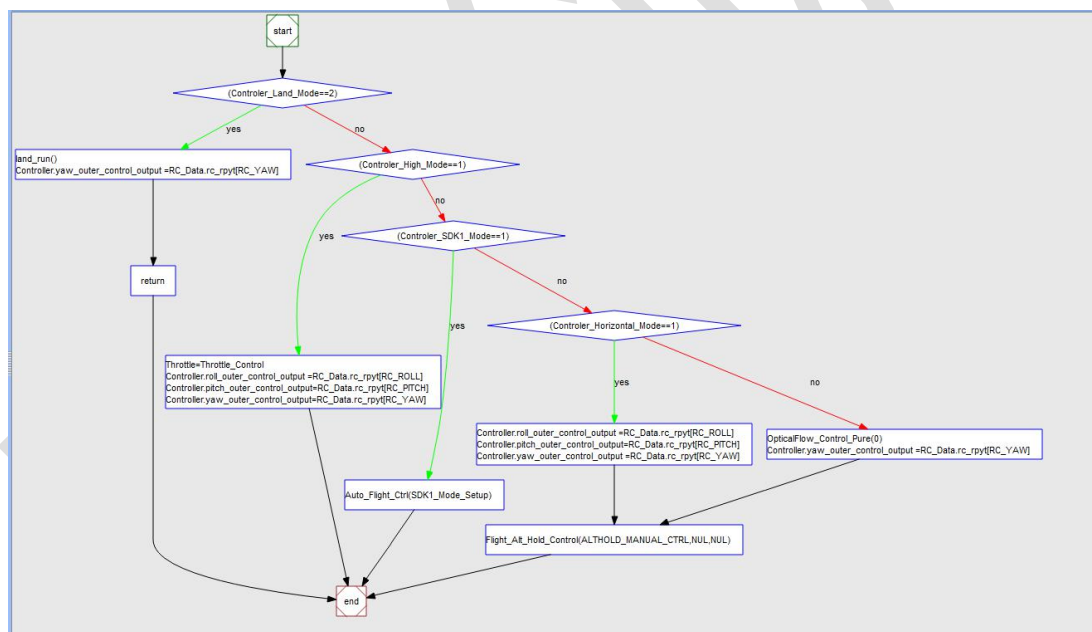 start
(Controler_Land_Mode==2)
yes
no
land_run()
Controller.yaw_outer_control_output =RC_Data.rc_rpyt[RC_YAW]
(Controler_High_Mode==1)
no
yes
(Controler_SDK1_Mode==1)
return
no
yes
(Controler_Horizontal_Mode==1)
Throttle=Throttle_Control
Controller.roll_outer_control_output =RC_Data.rc_rpyt[RC_ROLL]
Controller.pitch_outer_control_output=RC_Data.rc_rpyt[RC_PITCH]
Controller.yaw_outer_control_output=RC_Data.rc_rpyt[RC_YAW]
yes
no
Controller.roll_outer_control_output =RC_Data.rc_rpyt[RC_ROLL]
Controller.pitch_outer_control_output=RC_Data.rc_rpyt[RC_PITCH]
Controller.yaw_outer_control_output =RC_Data.rc_rpyt[RC_YAW]
OpticalFlow_Control_Pure(0)
Controller.yaw_outer_control_output =RC_Data.rc_rpyt[RC_YAW]
Auto_Flight_Ctrl(SDK1_Mode_Setup)
Flight_Alt_Hold_Control(ALTHOLD_MANUAL_CTRL,NUL,NUL)
end